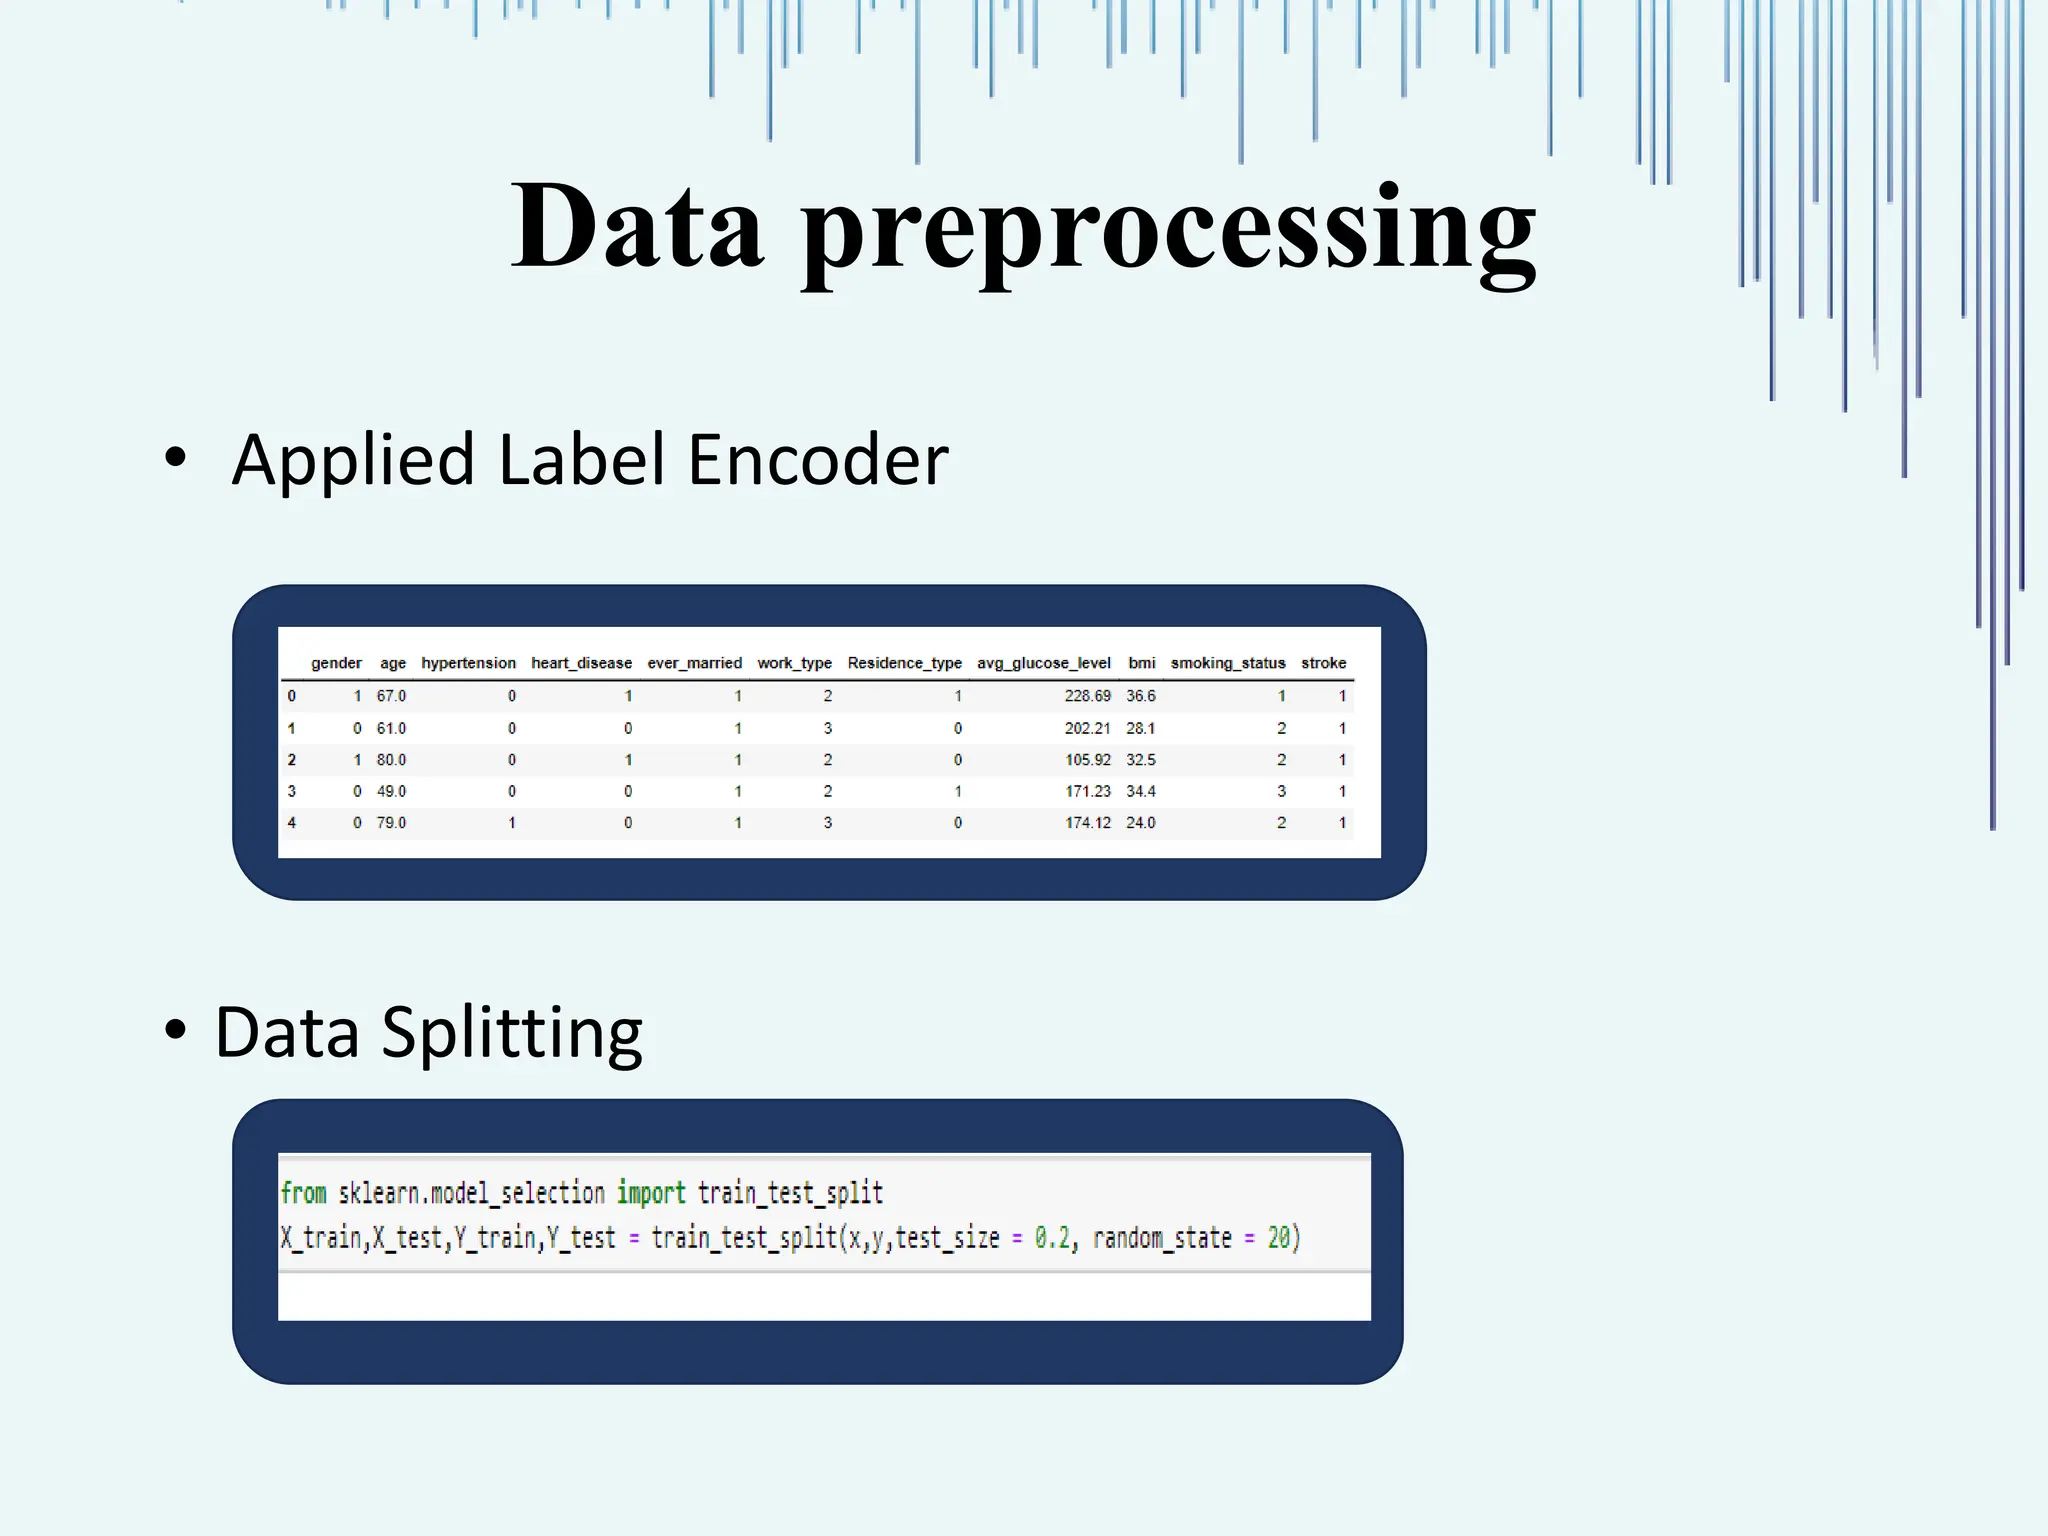 Data preprocessing
• Applied Label Encoder
gender age hypertension heart_disease ever_married work_type Residence_type avg_glucose_level bmi smoking_status stroke
0 1 67.0 0 1 1 2 1 228.69 36.6 1 1
1 0 61.0 0 0 1 3 0 202.21 28.1 2 1
2 1 80.0 0 1 1 2 0 105.92 32.5 2 1
3 0 49.0 0 0 1 2 1 171.23 34.4 3 1
4 0 79.0 1 0 1 3 0 174.12 24.0 2 1
• Data Splitting
from sklearn.model_selection import train_test_split
X_train,X_test,Y_train,Y_test = train_test_split(x,y,test_size = 0.2, random_state = 20)